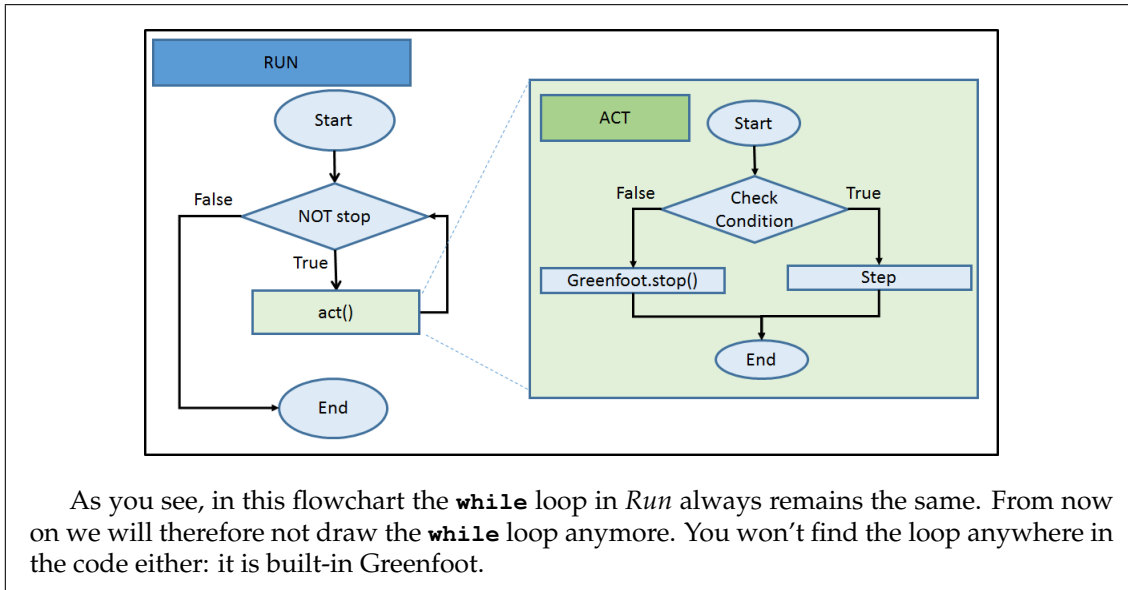 RUN
Start
False
NOT stop
True
act()
End
ACT
Start
False
True
Check
Condition
Greenfoot.stop()
Step
End
As you see, in this flowchart the while loop in Run always remains the same. From now
on we will therefore not draw the while loop anymore. You won't find the loop anywhere in
the code either: it is built-in Greenfoot.